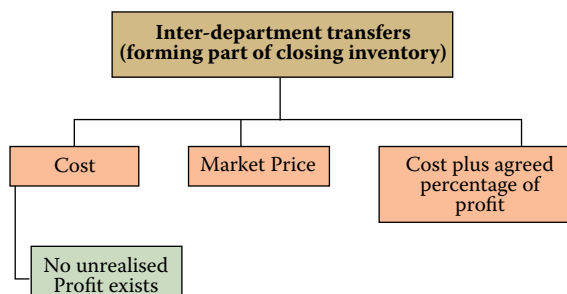 Inter-department transfers
(forming part of closing inventory)
Cost
Market Price
Cost plus agreed
percentage of
profit
No unrealised
Profit exists